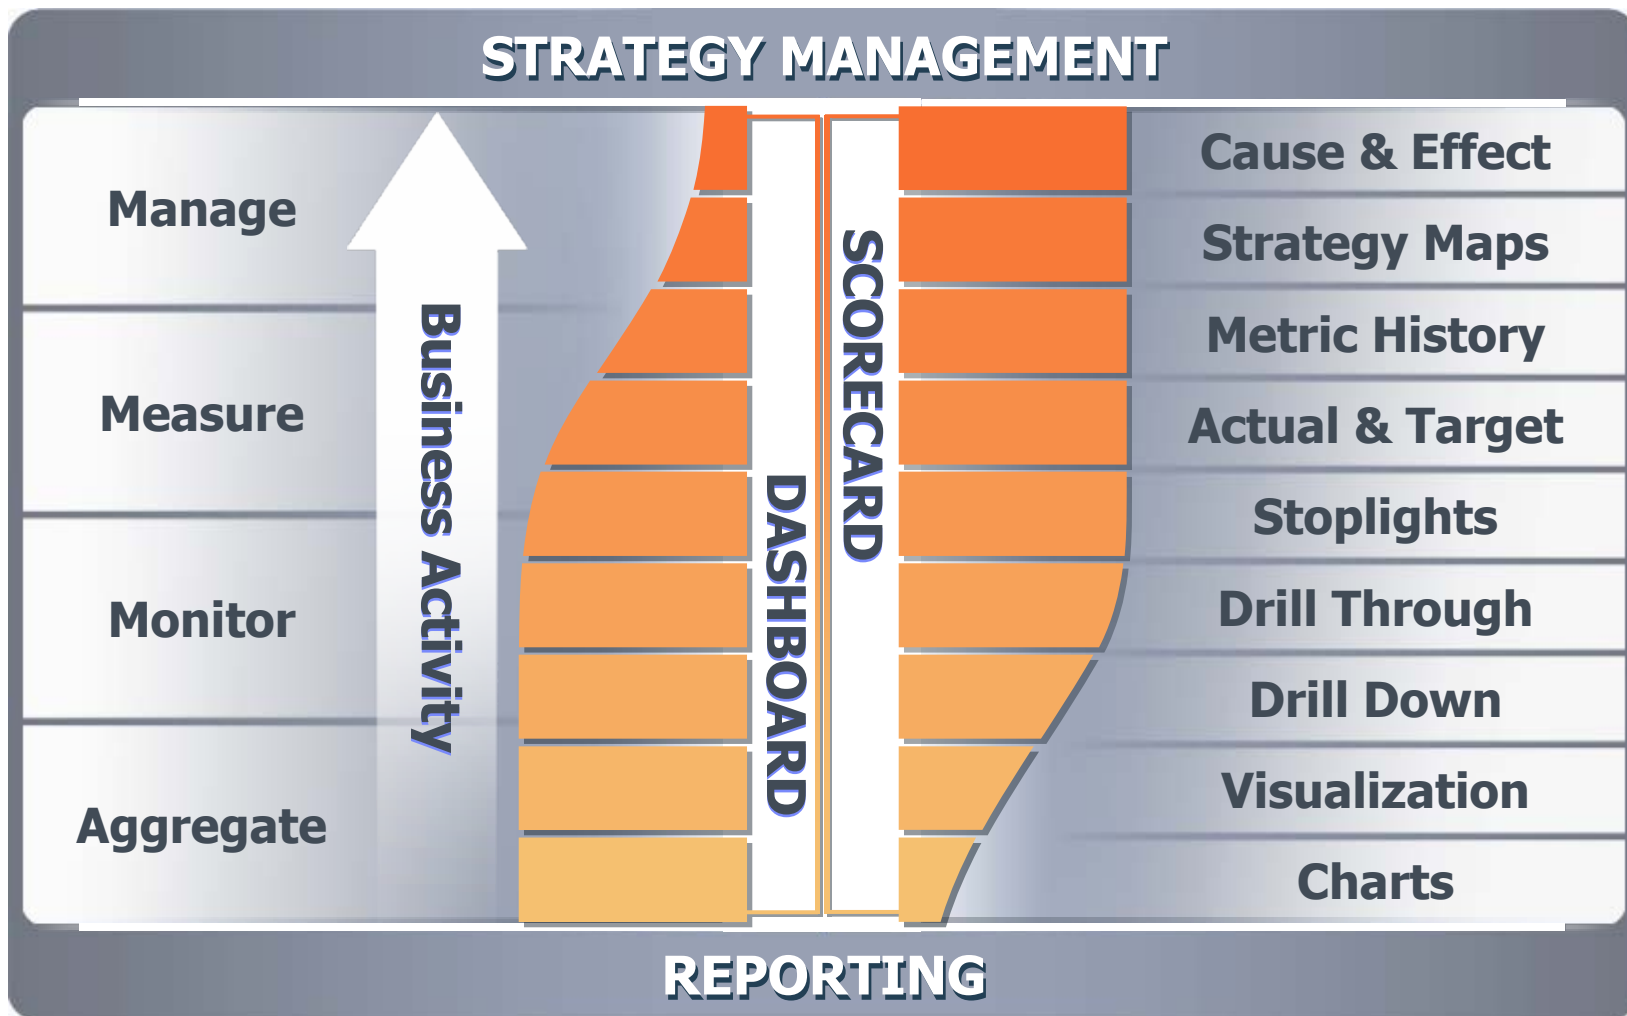 STRATEGY MANAGEMENT
Manage
Measure
Monitor
Aggregate
Business Activity
DASHBOARD
SCORECARD
Cause & Effect
Strategy Maps
Metric History
Actual & Target
Stoplights
Drill Through
Drill Down
Visualization
Charts
REPORTING